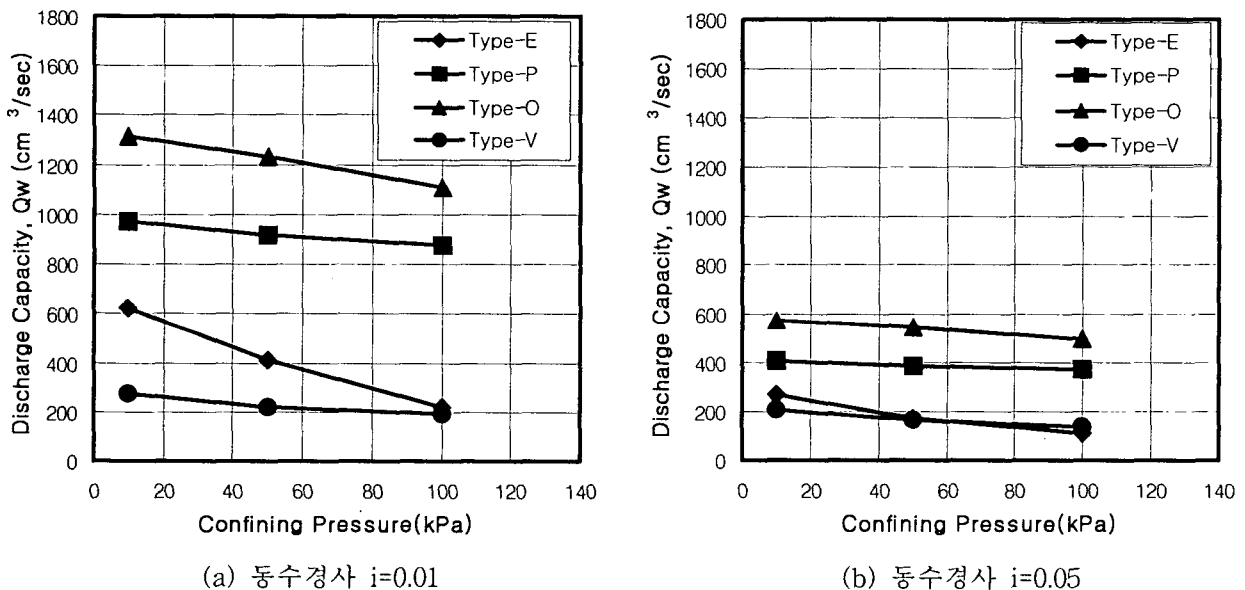 1800
1600
1400
1200
1000
800
600
400
200
0
Discharge Capacity, Qw (cm ³/sec)
Type-E
Type-P
Type-O
Type-V
0 20 40 60 80 100 120 140
Confining Pressure(kPa)
(a) 동수경사 i=0.01
1800
1600
1400
1200
1000
800
600
400
200
0
Discharge Capacity, Qw (cm ³/sec)
Type-E
Type-P
Type-O
Type-V
0 20 40 60 80 100 120 140
Confining Pressure(kPa)
(b) 동수경사 i=0.05